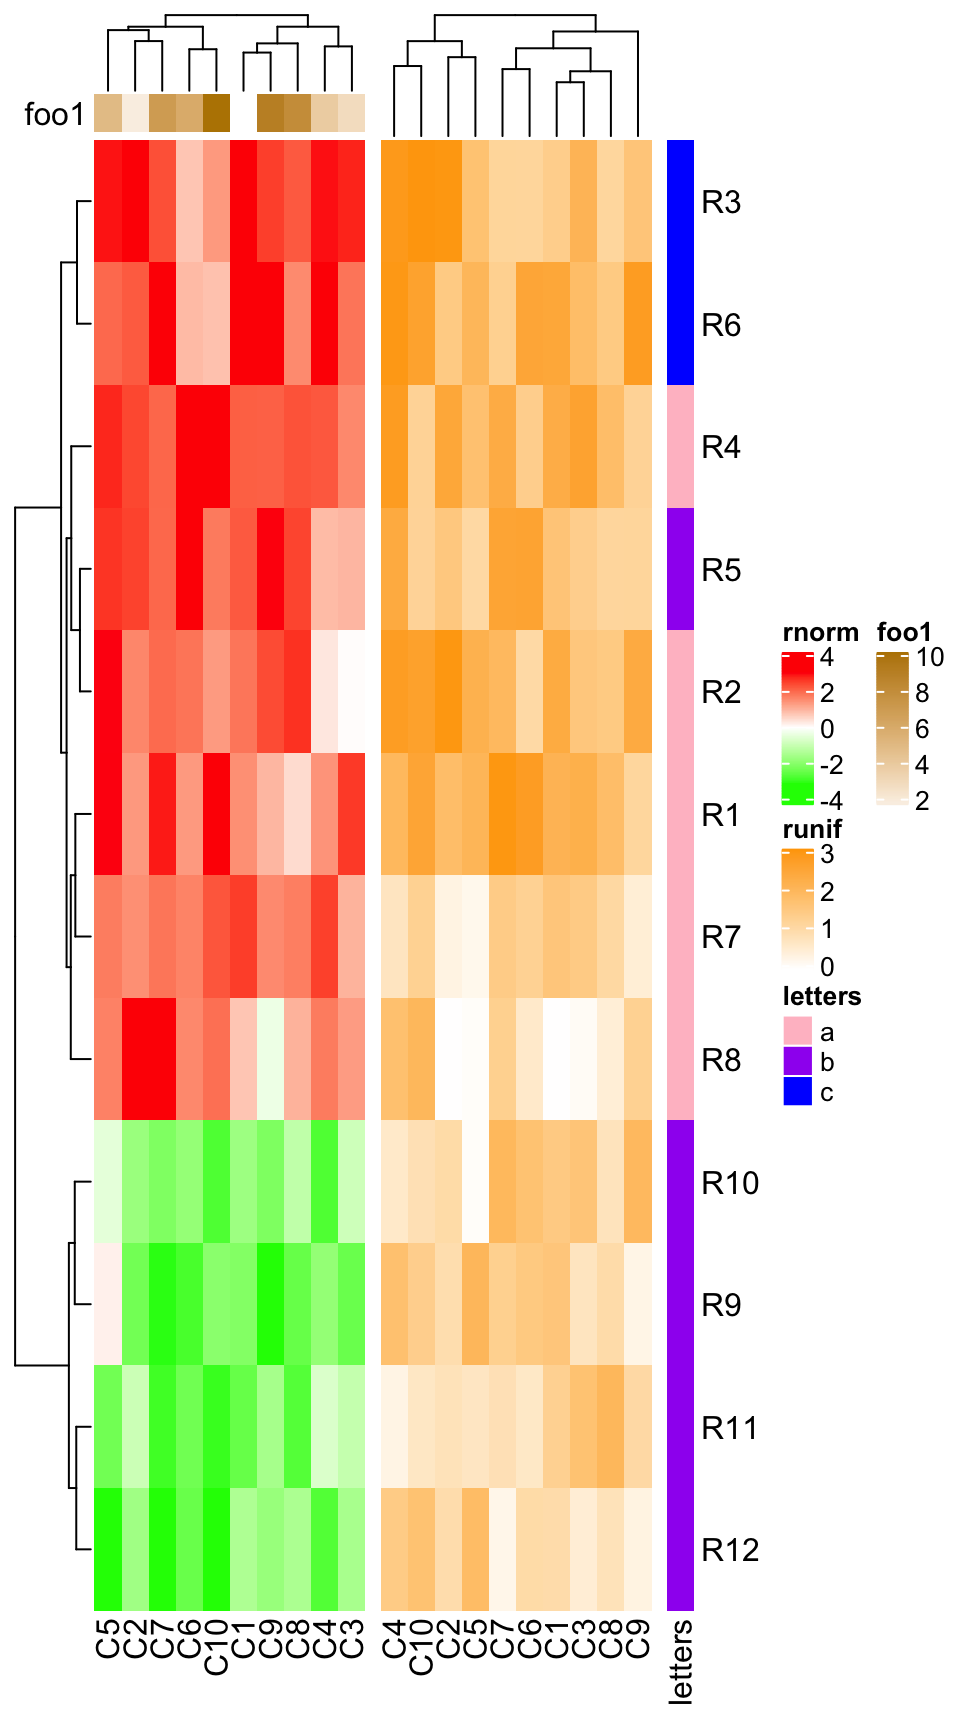 foo1
R3
R6
R4
R5
R2
R1
R7
R8
R10
R9
R11
R12
C5 C2 C7 C6 C10 C1 C9 C8 C4 C3 C4 C10 C2 C5 C7 C6 C1 C3 C8 C9 letters
rnorm
4
2
0
-2
-4
foo1
10
8
6
4
2
runif
3
2
1
0
letters
a
b
c